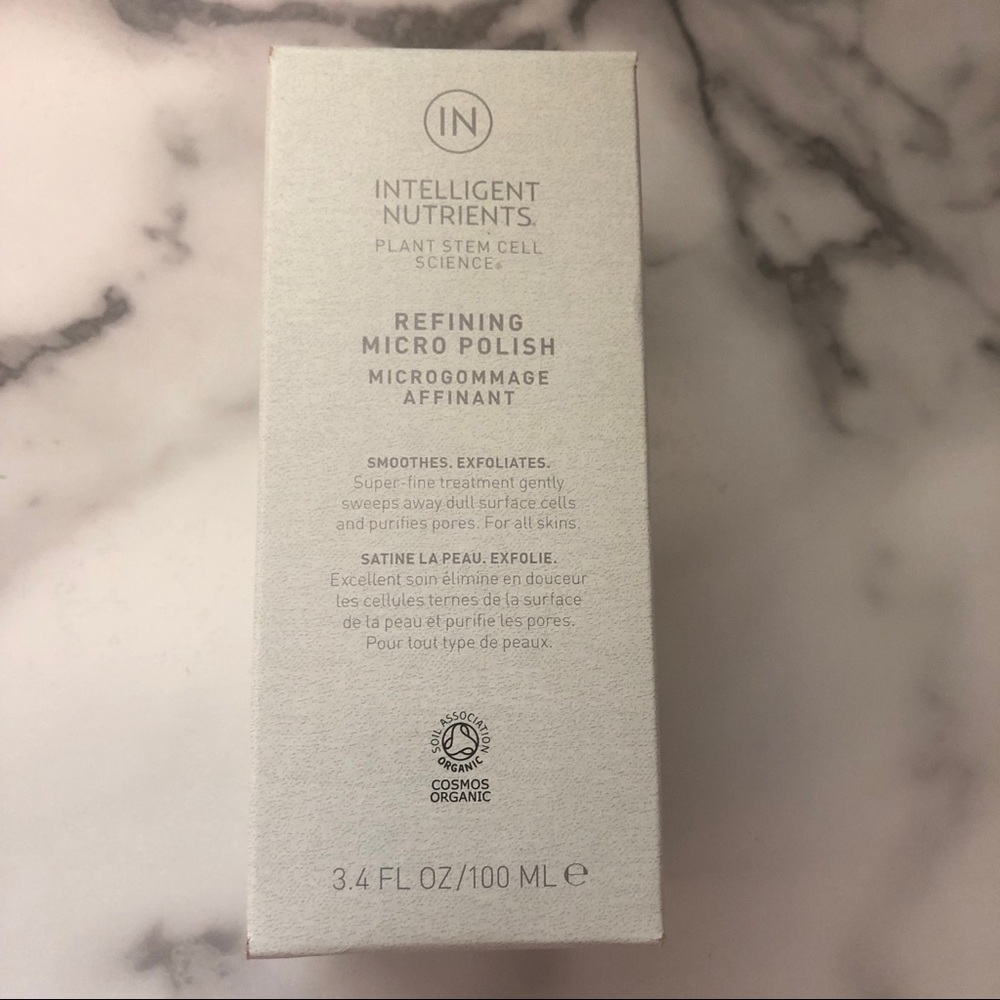 IN
INTELLIGENT
NUTRIENTS®
PLANT STEM CELL
SCIENCE®
REFINING
MICRO POLISH
MICROGOMMAGE
AFFINANT
SMOOTHES. EXFOLIATES.
Super-fine treatment gently
sweeps away dull surface cells
and purifies pores. For all skins.
SATINE LA PEAU. EXFOLIE.
Excellent soin élimine en douceur
les cellules ternes de la surface
de la peau et purifie les pores.
Pour tout type de peaux.
SOIL ASSOCIATION
ORGANIC
COSMOS
ORGANIC
3.4 FL OZ/100 ML ℮